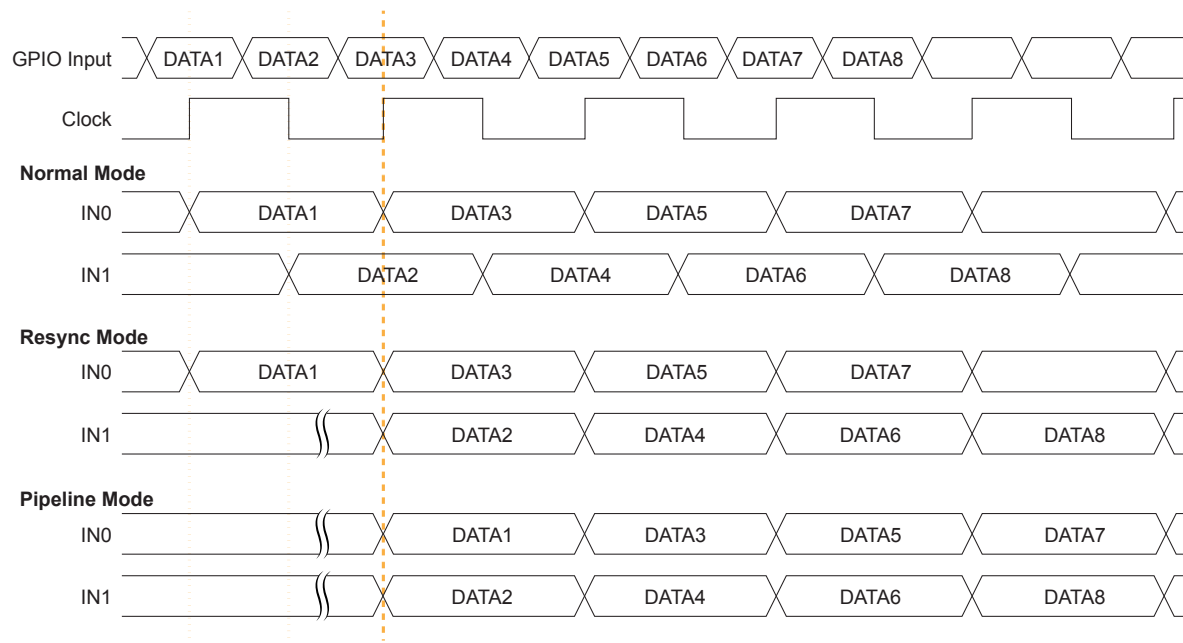 GPIO Input DATA1 DATA2 DATA3 DATA4 DATA5 DATA6 DATA7 DATA8
Clock
Normal Mode
IN0 DATA1 DATA3 DATA5 DATA7
IN1 DATA2 DATA4 DATA6 DATA8
Resync Mode
IN0 DATA1 DATA3 DATA5 DATA7
IN1 DATA2 DATA4 DATA6 DATA8
Pipeline Mode
IN0 DATA1 DATA3 DATA5 DATA7
IN1 DATA2 DATA4 DATA6 DATA8